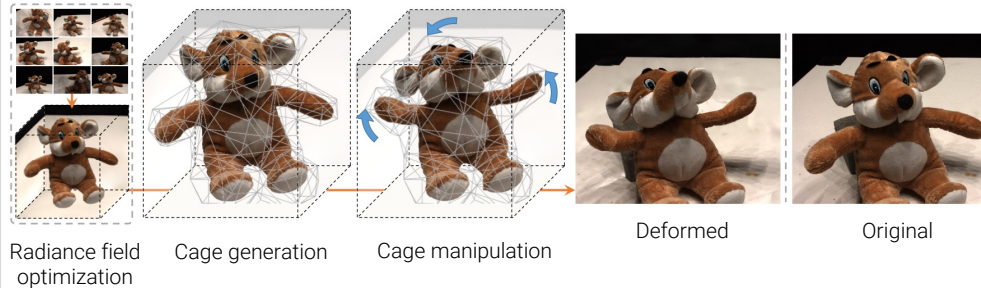 Radiance field
optimization
Cage generation
Cage manipulation
Deformed
Original